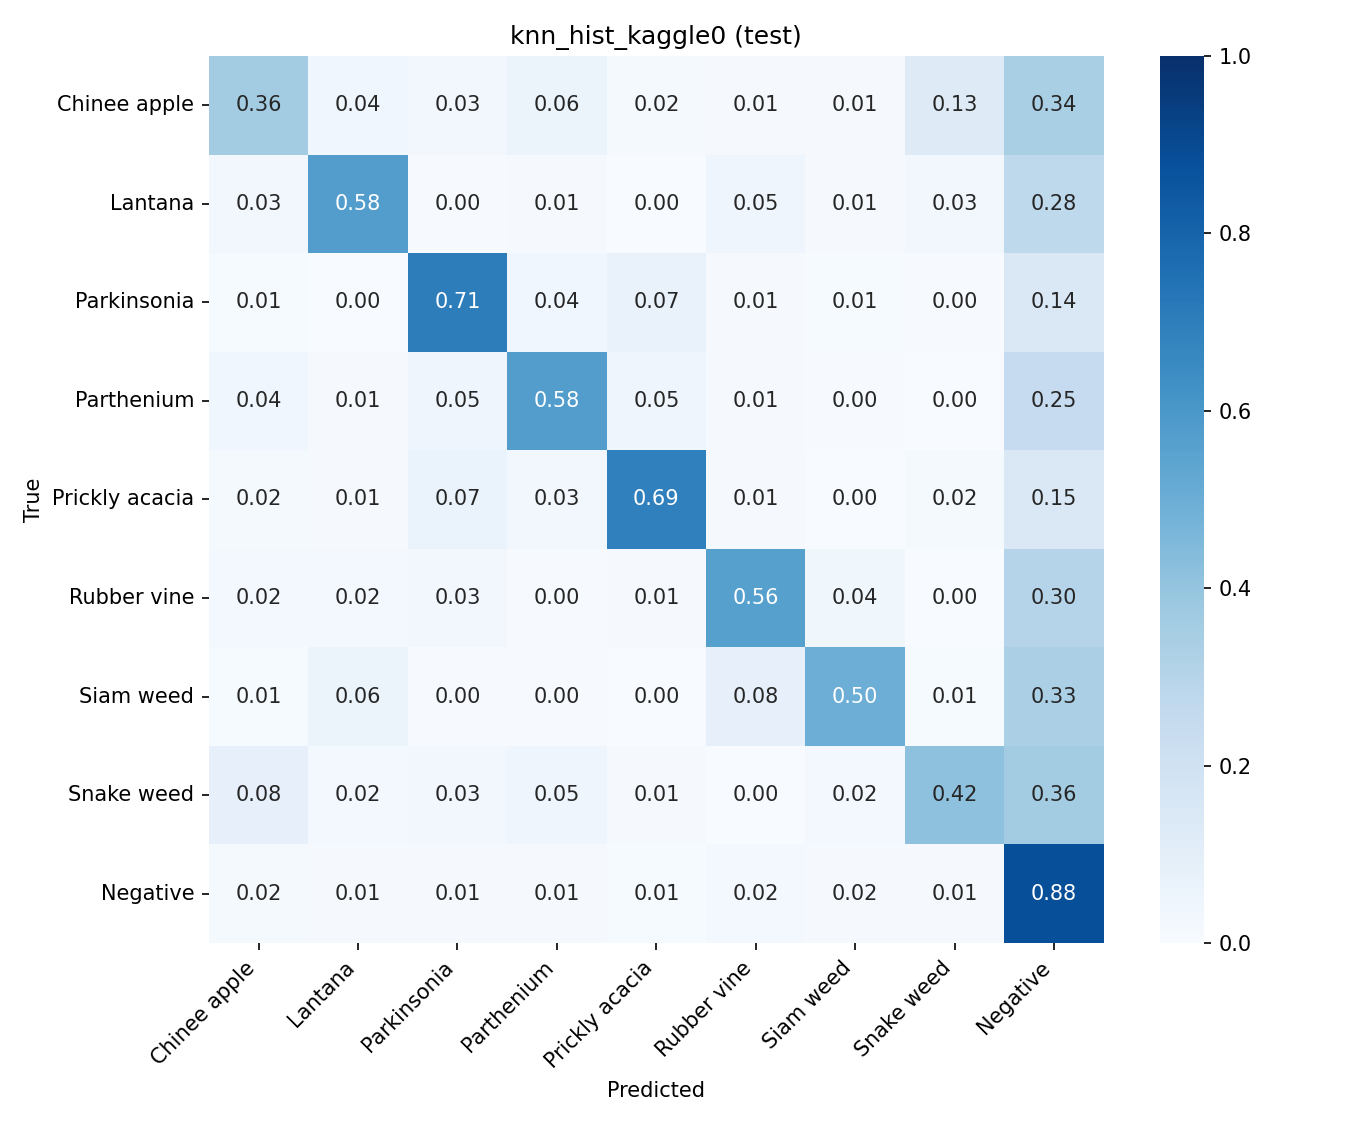 knn_hist_kaggle0 (test)
Chinee apple 0.36 0.04 0.03 0.06 0.02 0.01 0.01 0.13 0.34
Lantana 0.03 0.58 0.00 0.01 0.00 0.05 0.01 0.03 0.28
Parkinsonia 0.01 0.00 0.71 0.04 0.07 0.01 0.01 0.00 0.14
Parthenium 0.04 0.01 0.05 0.58 0.05 0.01 0.00 0.00 0.25
Prickly acacia 0.02 0.01 0.07 0.03 0.69 0.01 0.00 0.02 0.15
Rubber vine 0.02 0.02 0.03 0.00 0.01 0.56 0.04 0.00 0.30
Siam weed 0.01 0.06 0.00 0.00 0.00 0.08 0.50 0.01 0.33
Snake weed 0.08 0.02 0.03 0.05 0.01 0.00 0.02 0.42 0.36
Negative 0.02 0.01 0.01 0.01 0.01 0.02 0.02 0.01 0.88
True
Chinee apple Lantana Parkinsonia Parthenium Prickly acacia Rubber vine Siam weed Snake weed Negative
Predicted
1.0
0.8
0.6
0.4
0.2
0.0